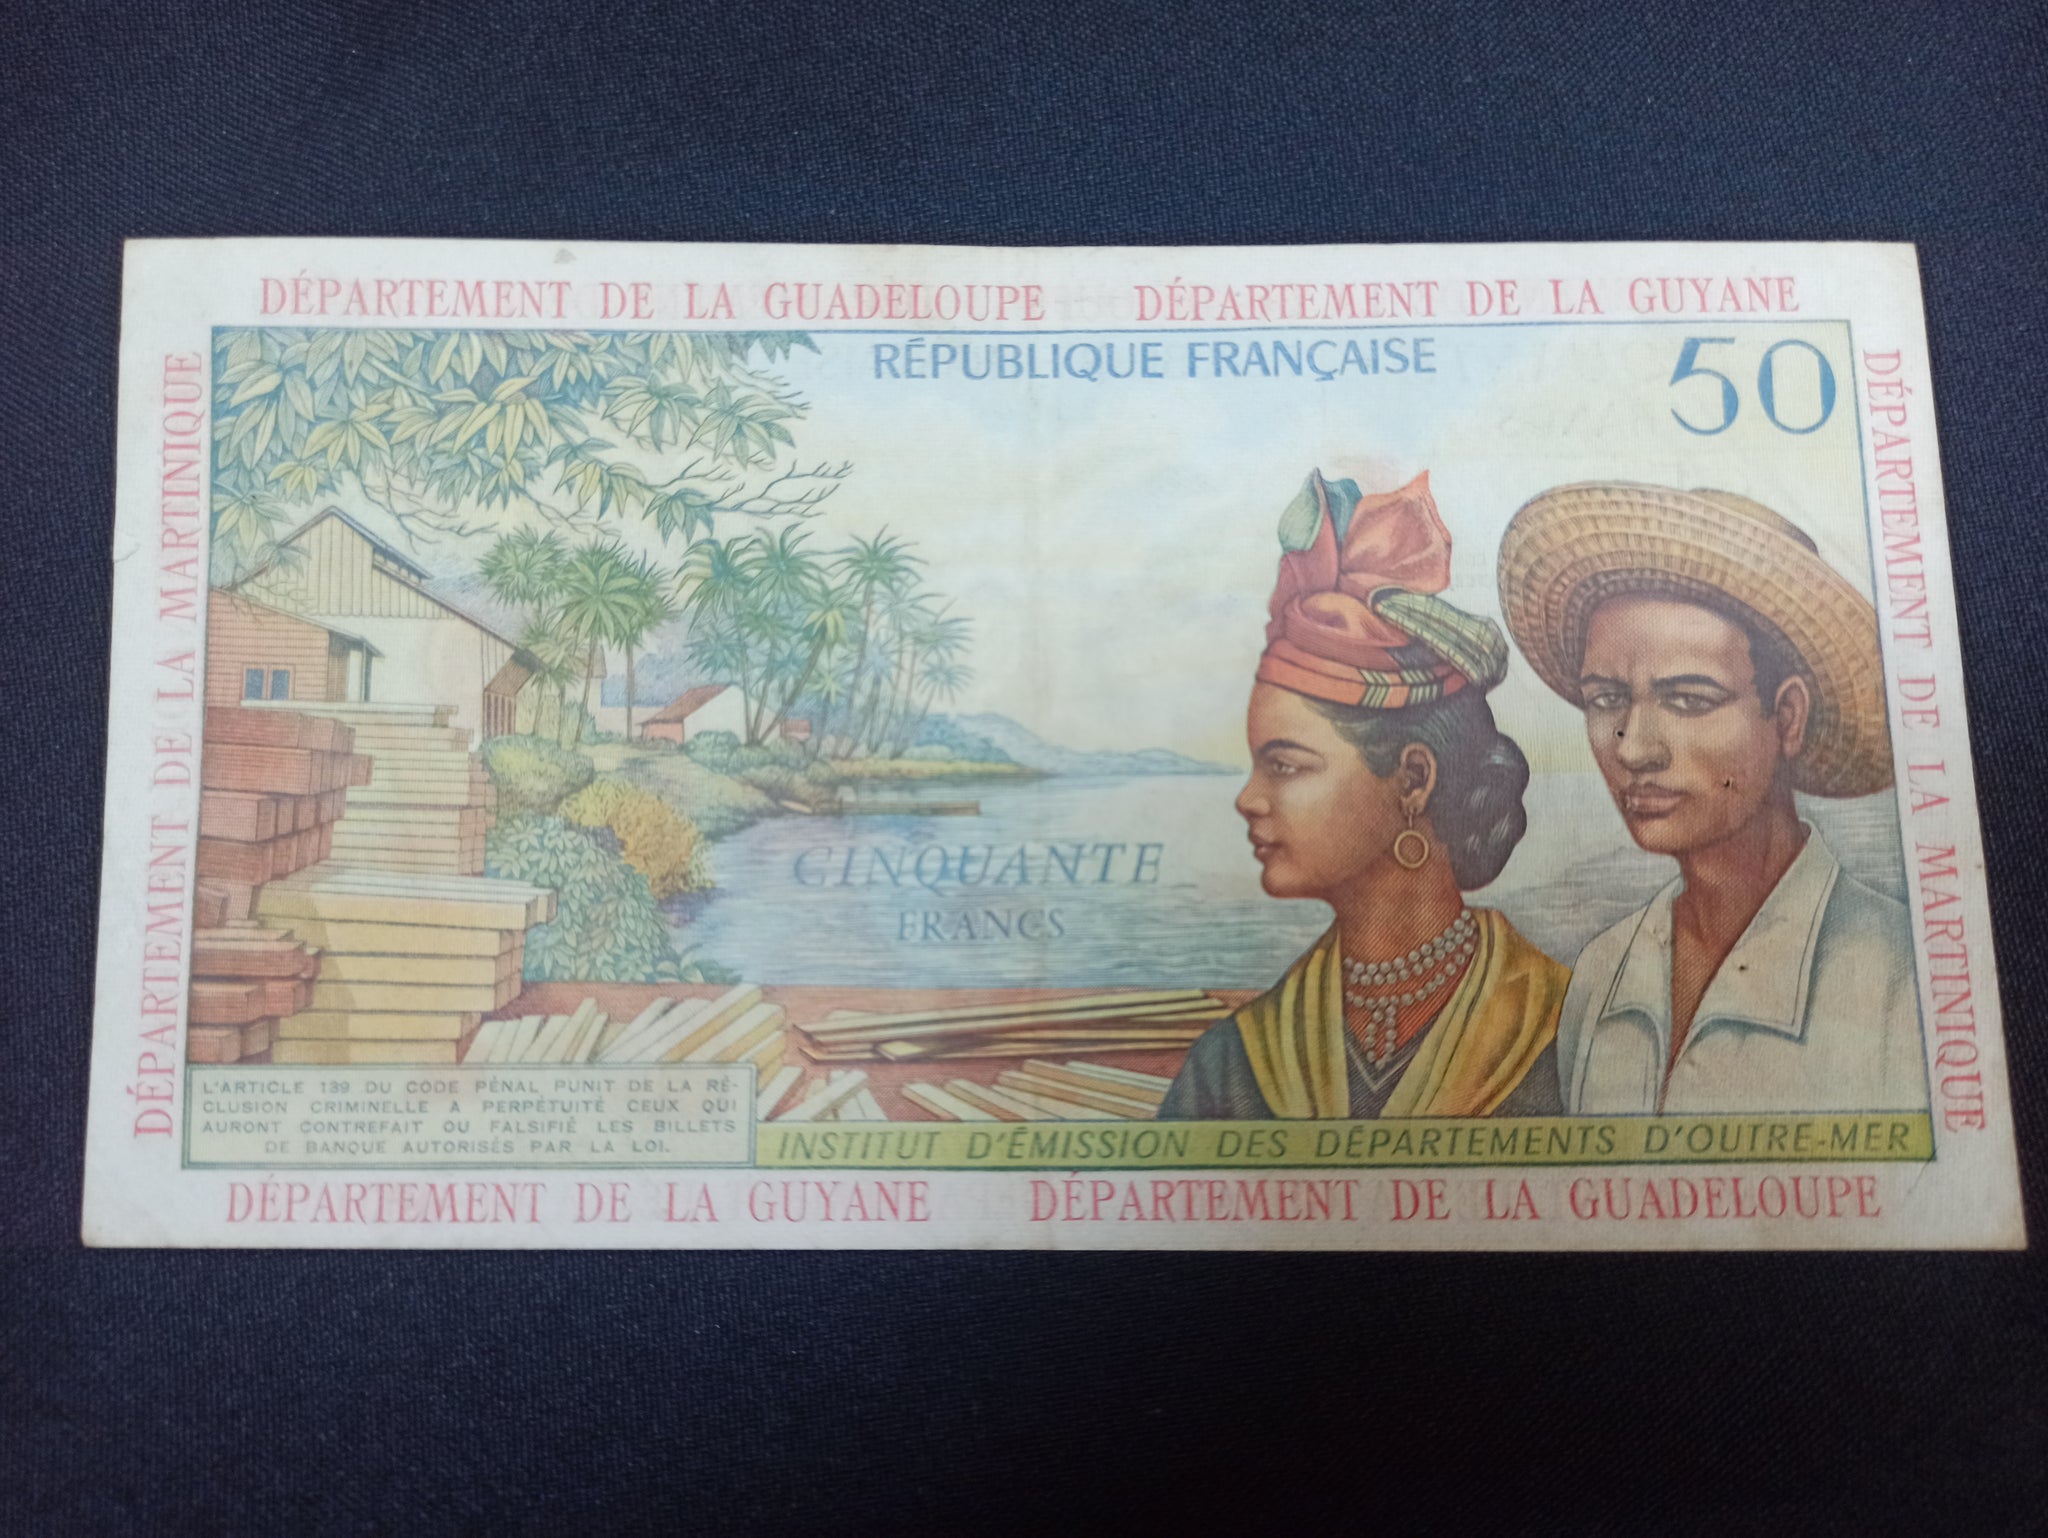 DÉPARTEMENT DE LA GUADELOUPE DÉPARTEMENT DE LA GUYANE
RÉPUBLIQUE FRANÇAISE
50
DÉPARTEMENT DE LA MARTINIQUE
DÉPARTEMENT DE LA MARTINIQUE
CINQUANTE
FRANCS
L'ARTICLE 139 DU CODE PÉNAL PUNIT DE LA RÉ-
CLUSION CRIMINELLE A PERPÉTUITÉ CEUX QUI
AURONT CONTREFAIT OU FALSIFIÉ LES BILLETS
DE BANQUE AUTORISÉS PAR LA LOI.
INSTITUT D'ÉMISSION DES DÉPARTEMENTS D'OUTRE-MER
DÉPARTEMENT DE LA GUYANE DÉPARTEMENT DE LA GUADELOUPE